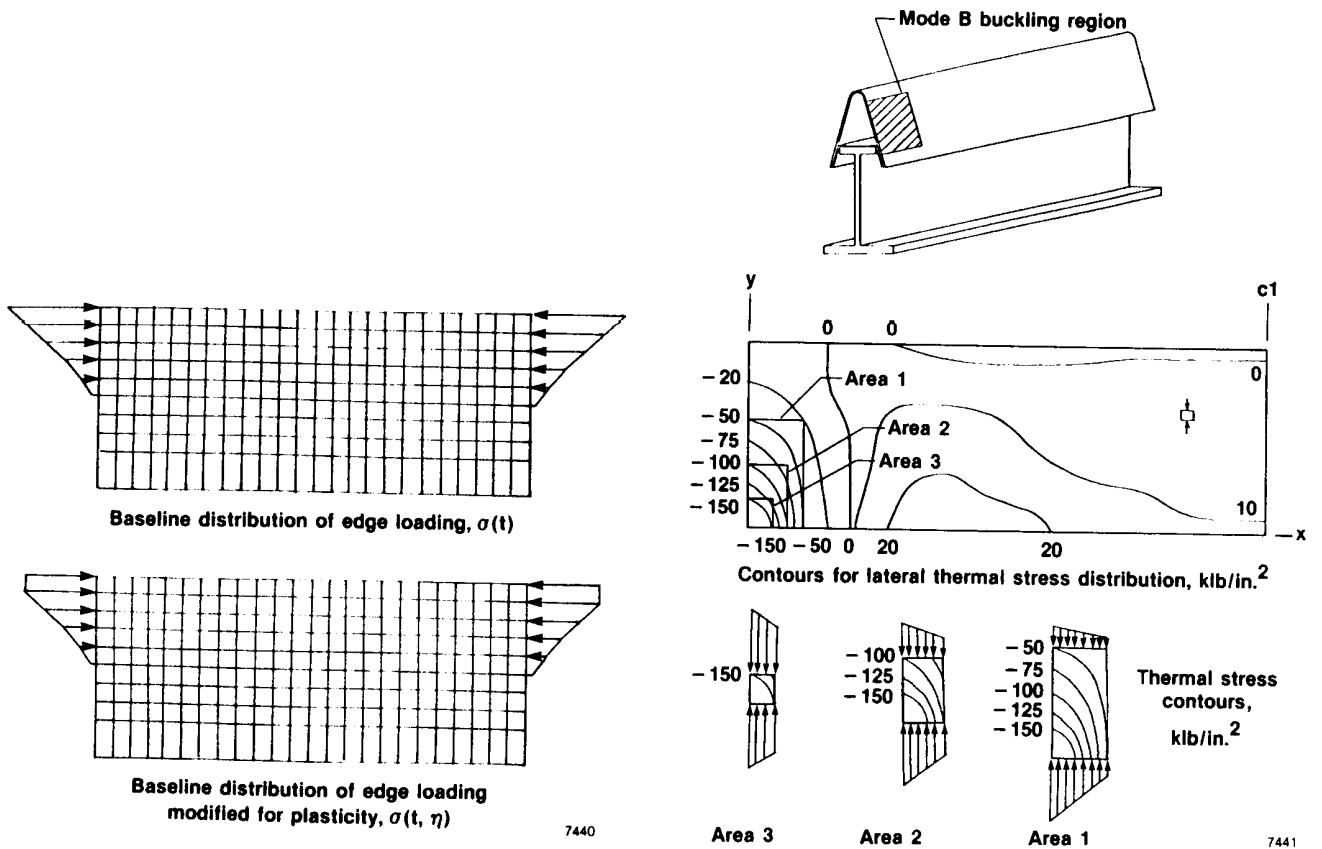 Baseline distribution of edge loading, σ(t)
Baseline distribution of edge loading
modified for plasticity, σ(t, η)
7440
Mode B buckling region
y
c1
0 0
−20
Area 1
0
−50
Area 2
−75
−100
Area 3
−125
−150
10
x
−150 −50 0 20 20
Contours for lateral thermal stress distribution, klb/in.2
−150
−100
−125
−150
−50
−75
−100
−125
−150
Thermal stress
contours,
klb/in.2
Area 3 Area 2 Area 1
7441